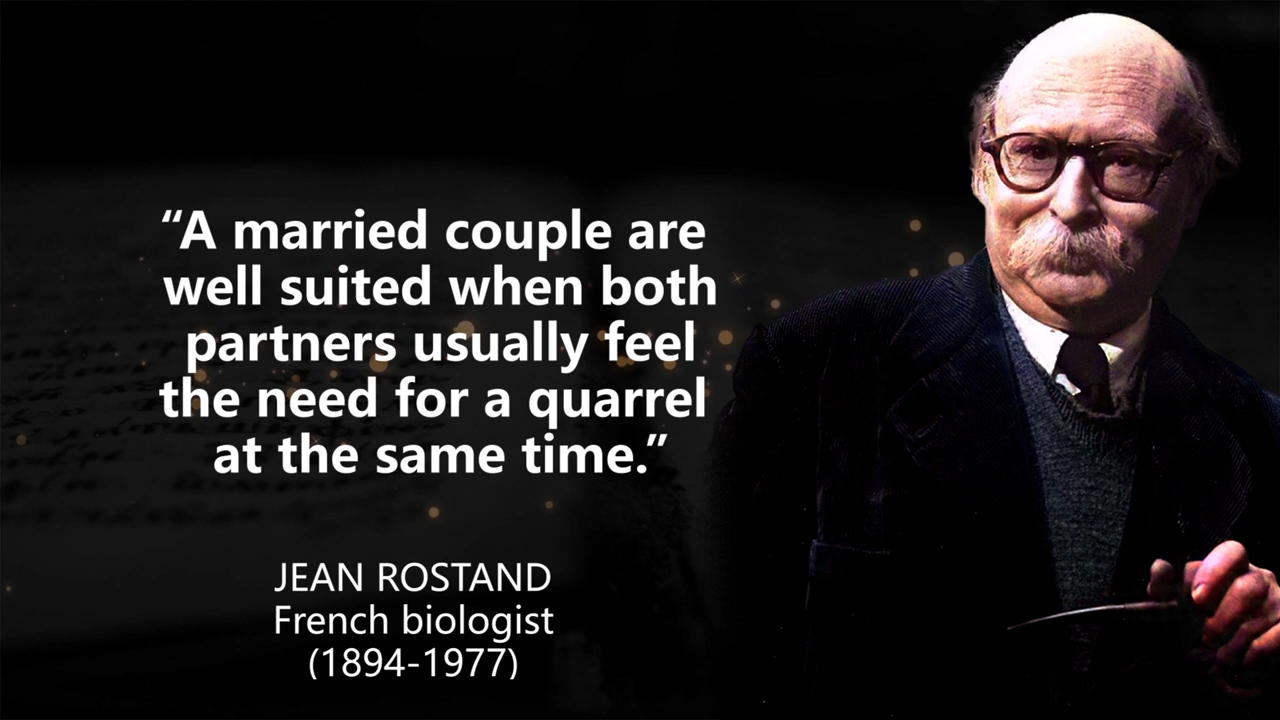 “A married couple are
well suited when both
partners usually feel
the need for a quarrel
at the same time.”
JEAN ROSTAND
French biologist
(1894-1977)